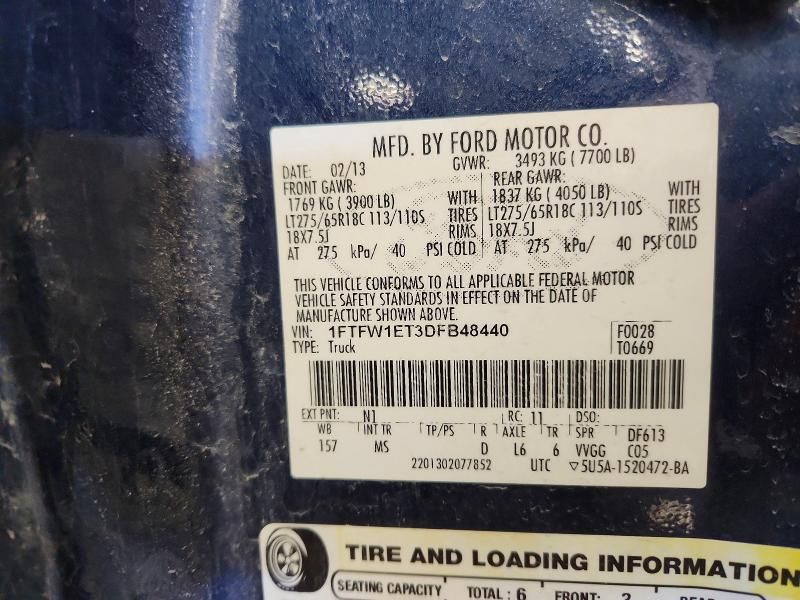 MFD. BY FORD MOTOR CO.
DATE: 02/13 GVWR: 3493 KG ( 7700 LB)
FRONT GAWR: REAR GAWR:
1769 KG ( 3900 LB) WITH 1837 KG ( 4050 LB) WITH
LT275/65R18C 113/110S TIRES LT275/65R18C 113/110S TIRES
18X7.5J RIMS 18X7.5J RIMS
AT 275 kPa/ 40 PSI COLD AT 275 kPa/ 40 PSI COLD
THIS VEHICLE CONFORMS TO ALL APPLICABLE FEDERAL MOTOR
VEHICLE SAFETY STANDARDS IN EFFECT ON THE DATE OF
MANUFACTURE SHOWN ABOVE.
VIN: 1FTFW1ET3DFB48440 F0028
TYPE: Truck T0669
EXT PNT: N1 RC: 11 DSO:
WB INT TR TP/PS R AXLE TR SPR DF613
157 MS D L6 6 VVGG C05
2201302077852 UTC ▽5U5A-1520472-BA
TIRE AND LOADING INFORMATION
SEATING CAPACITY TOTAL : 6 FRONT: